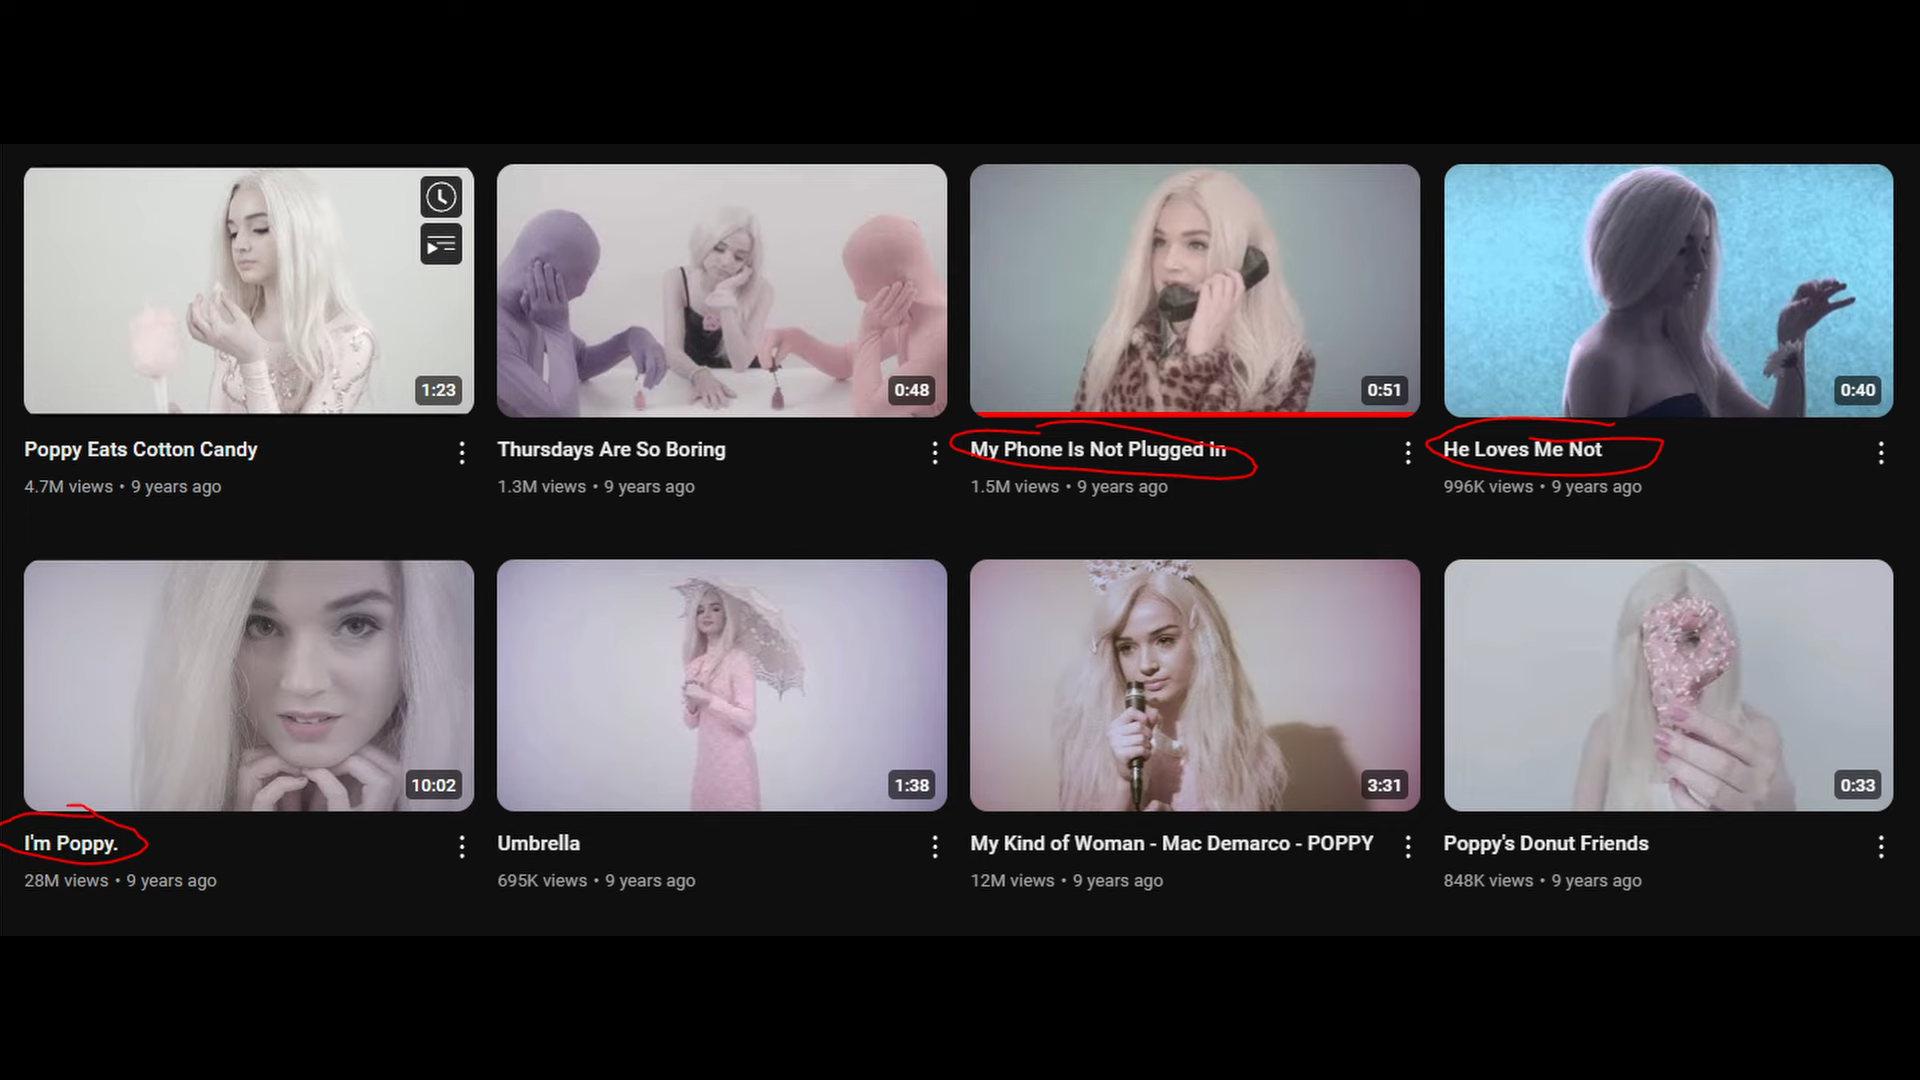 1:23
0:48
0:51
0:40
Poppy Eats Cotton Candy
4.7M views • 9 years ago
Thursdays Are So Boring
1.3M views • 9 years ago
My Phone Is Not Plugged In
1.5M views • 9 years ago
He Loves Me Not
996K views • 9 years ago
10:02
1:38
3:31
0:33
I'm Poppy.
28M views • 9 years ago
Umbrella
695K views • 9 years ago
My Kind of Woman - Mac Demarco - POPPY
12M views • 9 years ago
Poppy's Donut Friends
848K views • 9 years ago